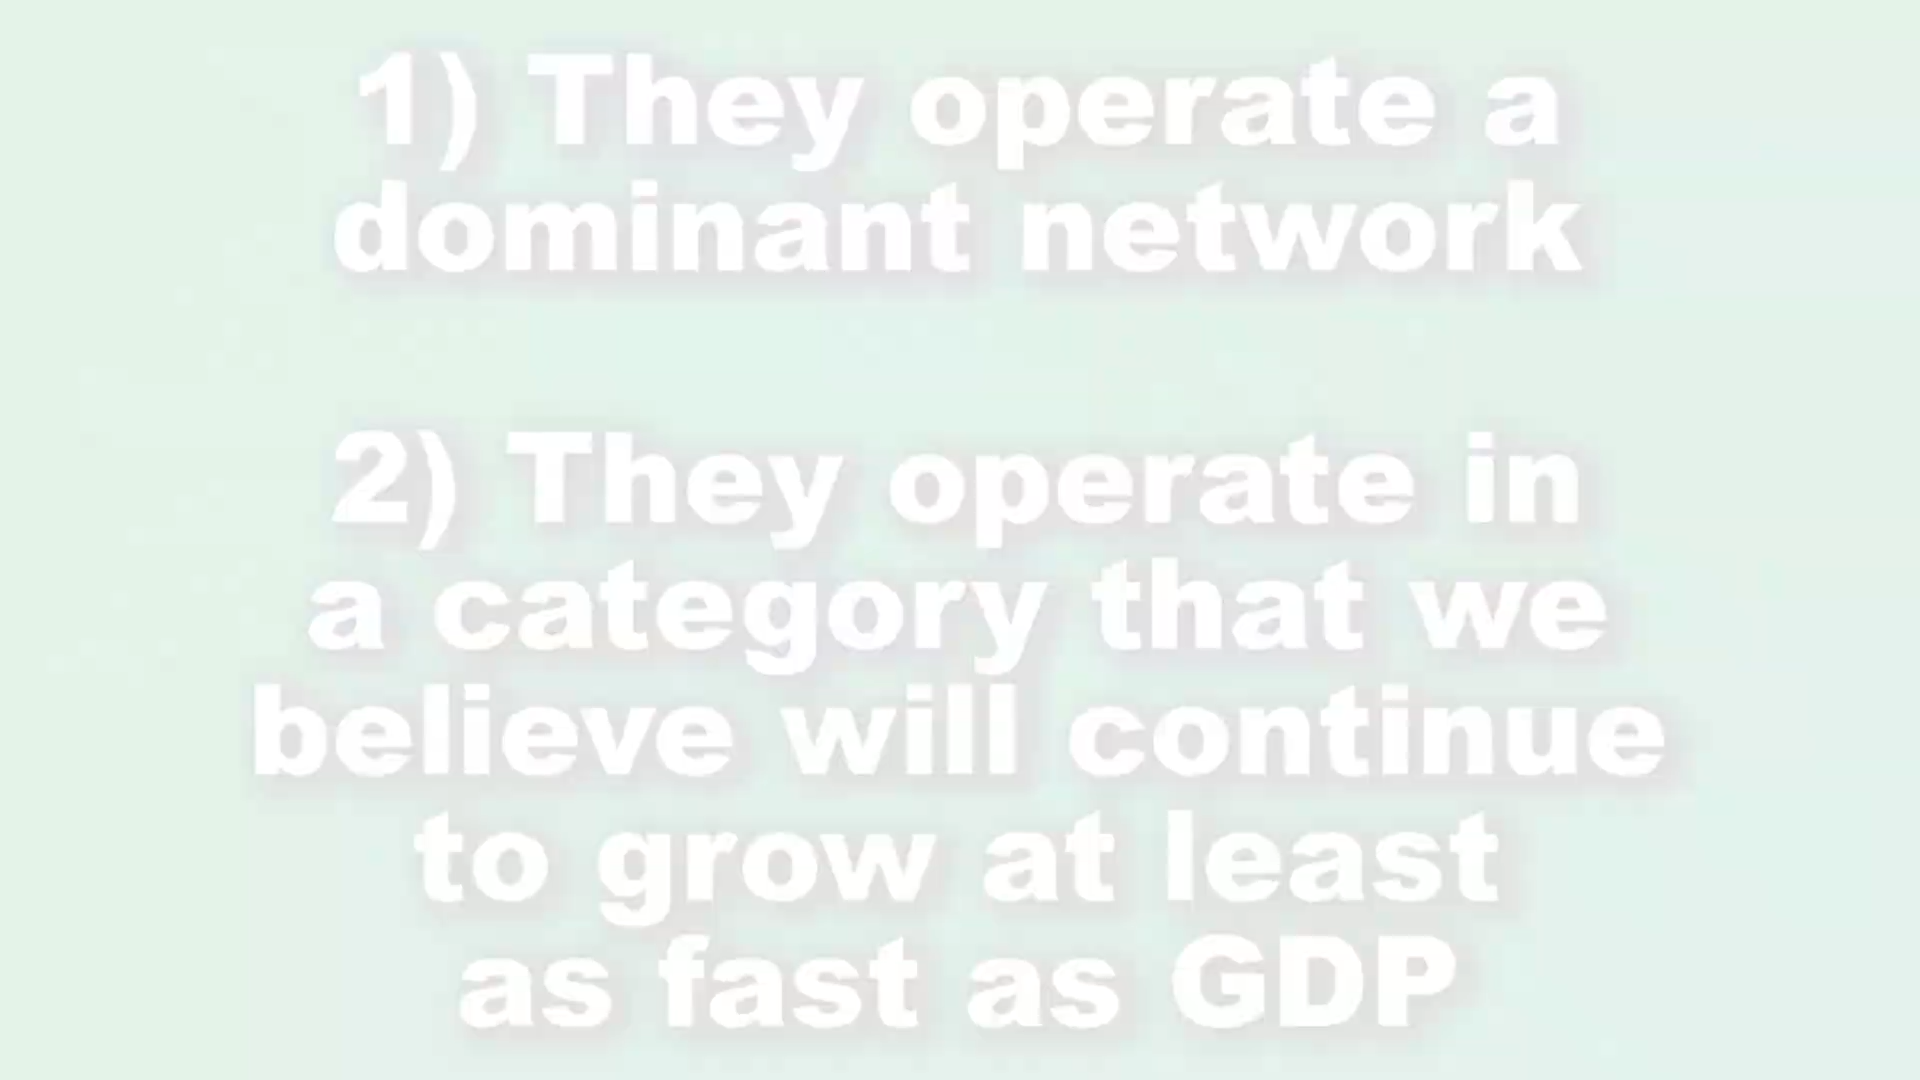 1) They operate a
dominant network
2) They operate in
a category that we
believe will continue
to grow at least
as fast as GDP